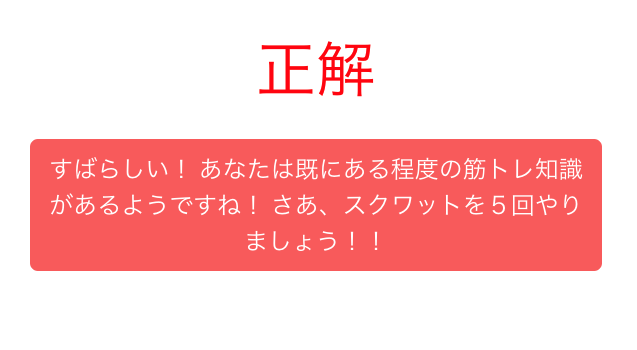 正解
すばらしい！ あなたは既にある程度の筋トレ知識
があるようですね！ さあ、スクワットを５回やり
ましょう！！